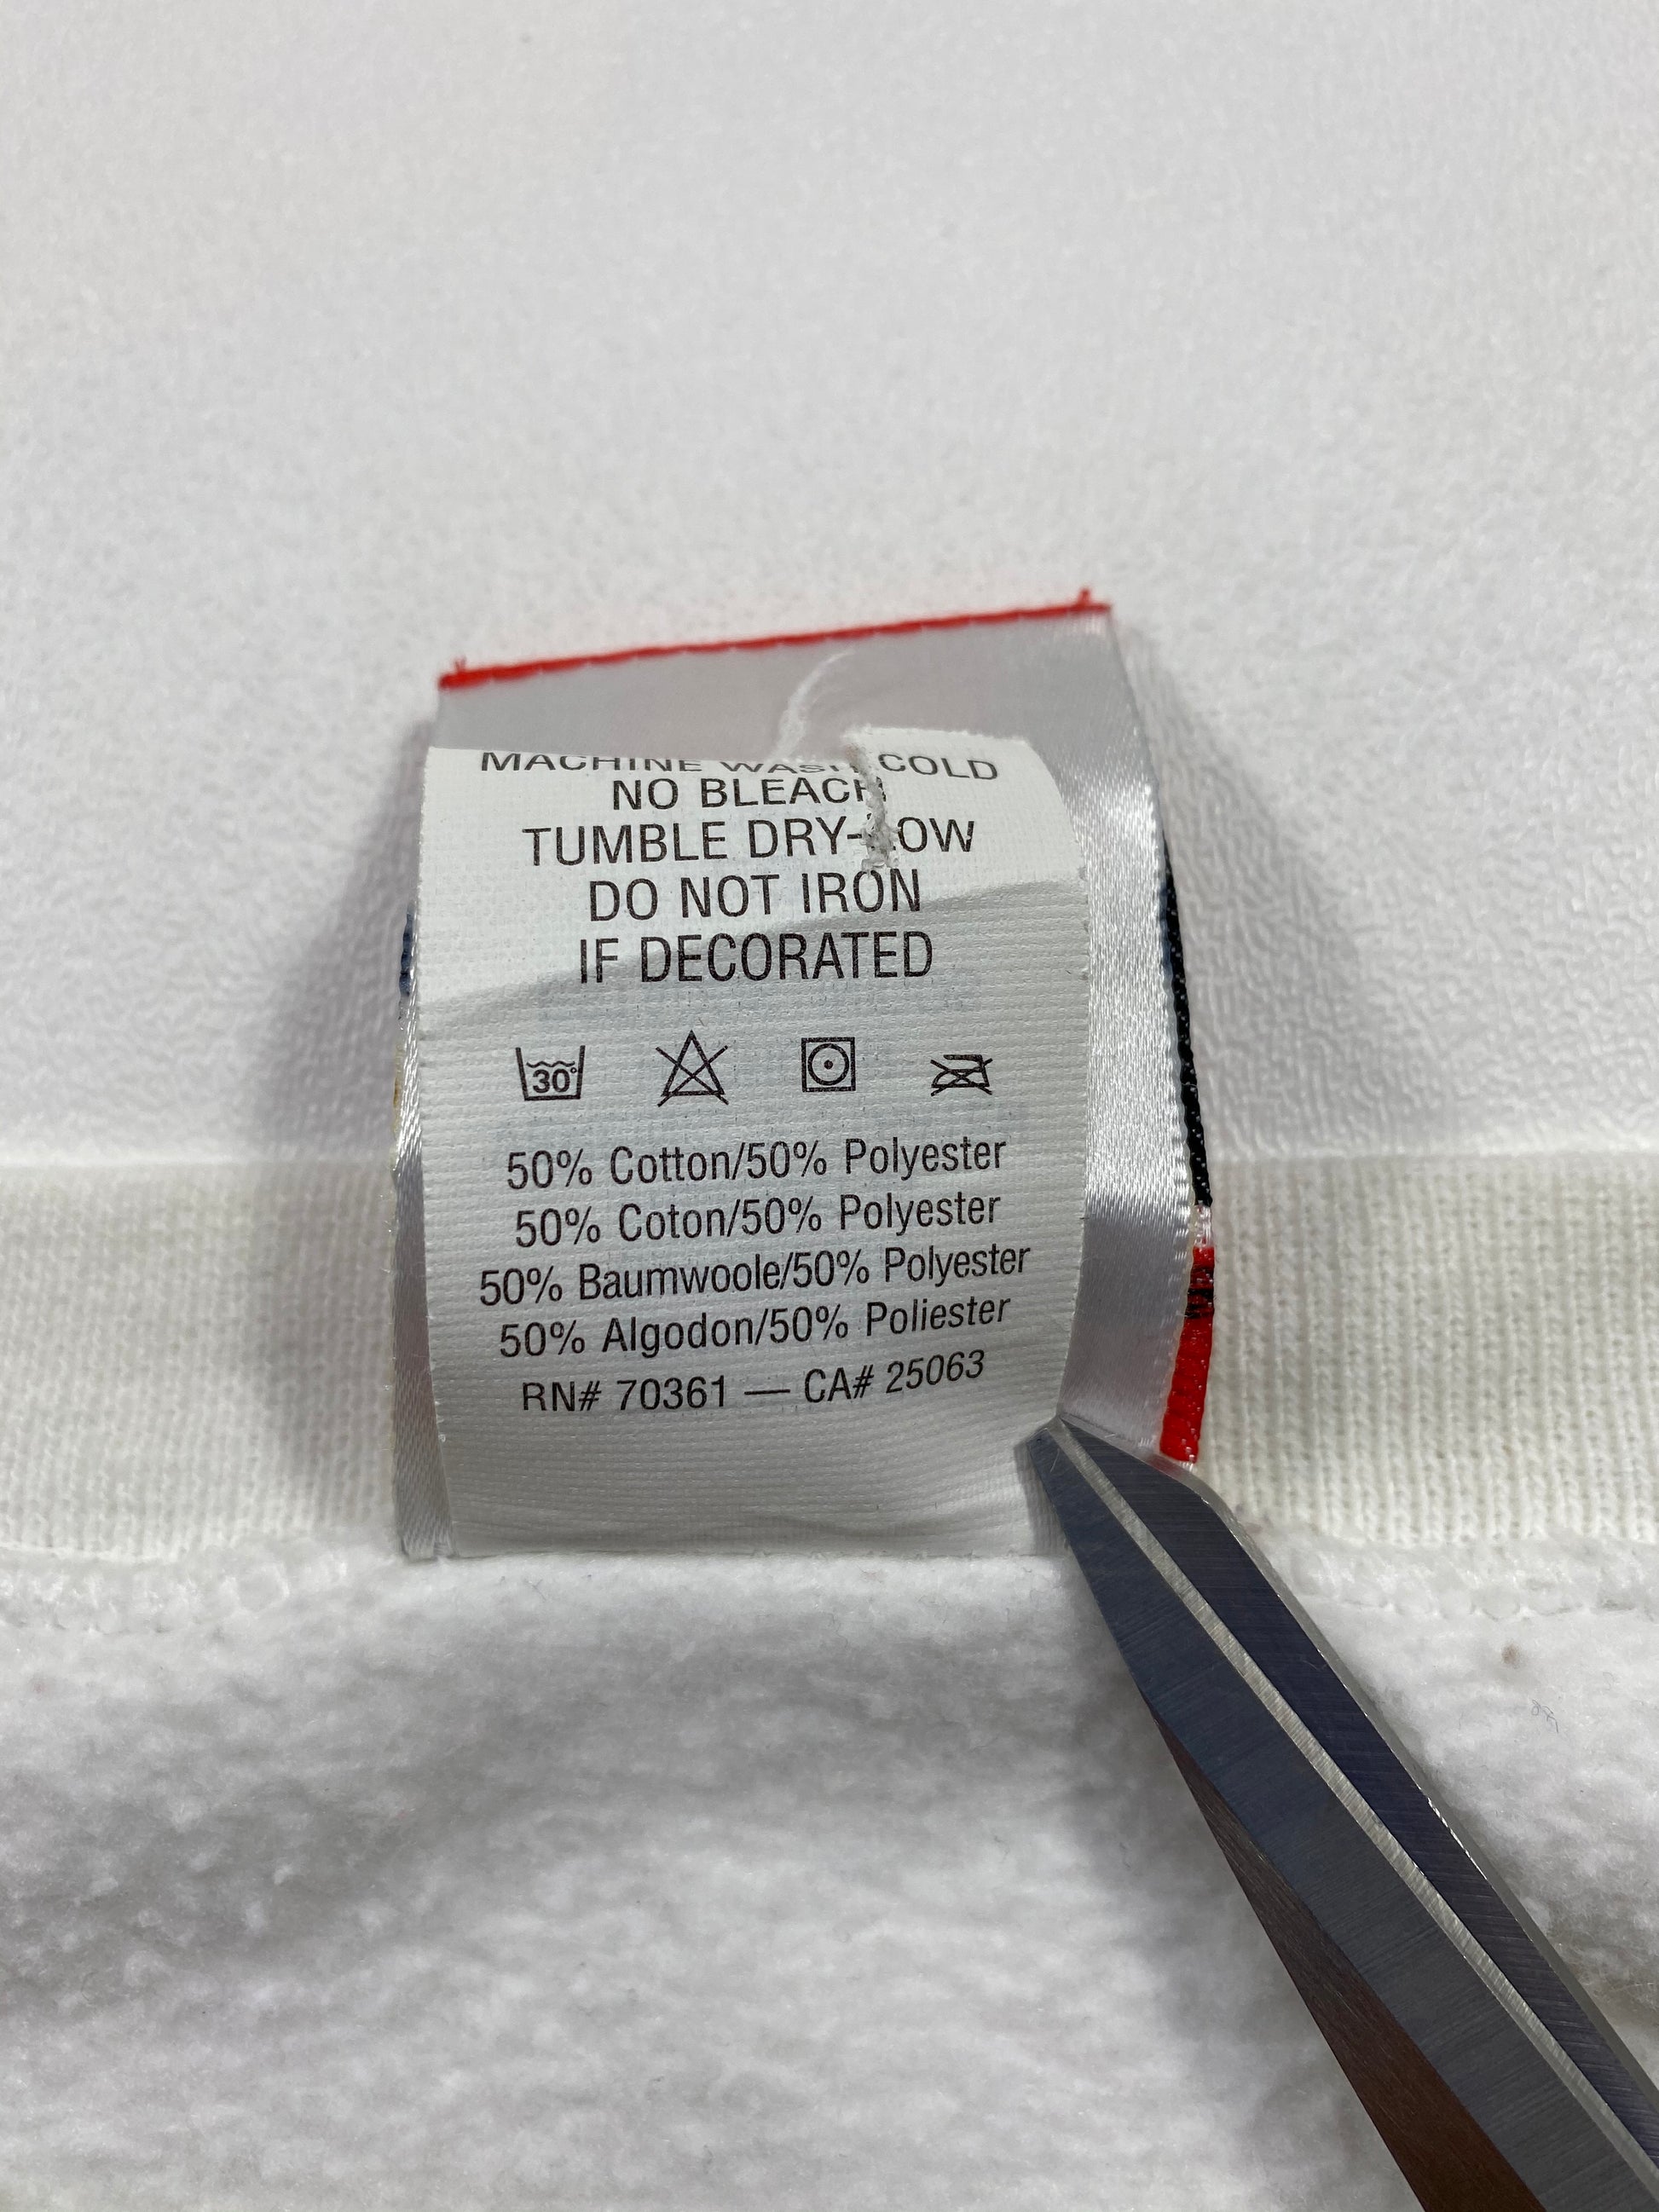 MACHINE WASH COLD
NO BLEACH
TUMBLE DRY-LOW
DO NOT IRON
IF DECORATED
30°
50% Cotton/50% Polyester
50% Coton/50% Polyester
50% Baumwoole/50% Polyester
50% Algodon/50% Poliester
RN# 70361 — CA# 25063